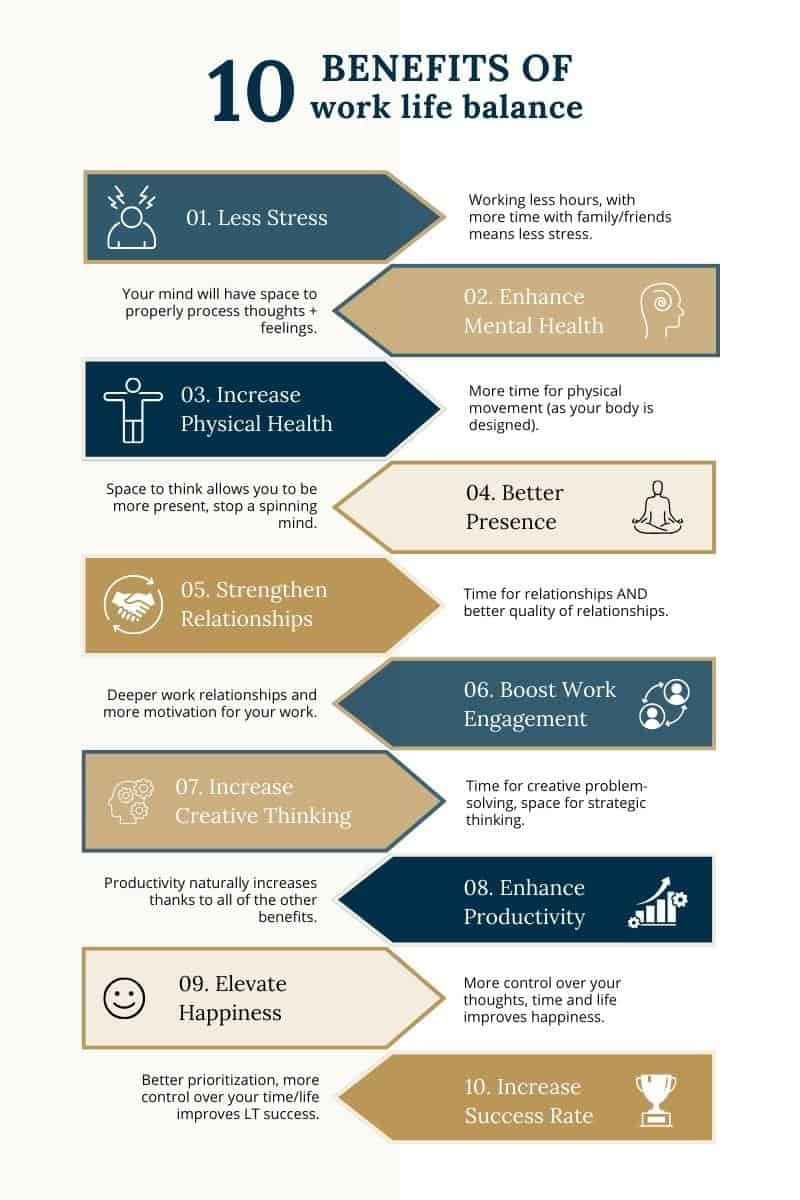 10 BENEFITS OF
work life balance
01. Less Stress
Working less hours, with
more time with family/friends
means less stress.
Your mind will have space to
properly process thoughts +
feelings.
02. Enhance
Mental Health
03. Increase
Physical Health
More time for physical
movement (as your body is
designed).
Space to think allows you to be
more present, stop a spinning
mind.
04. Better
Presence
05. Strengthen
Relationships
Time for relationships AND
better quality of relationships.
Deeper work relationships and
more motivation for your work.
06. Boost Work
Engagement
07. Increase
Creative Thinking
Time for creative problem-
solving, space for strategic
thinking.
Productivity naturally increases
thanks to all of the other
benefits.
08. Enhance
Productivity
09. Elevate
Happiness
More control over your
thoughts, time and life
improves happiness.
Better prioritization, more
control over your time/life
improves LT success.
10. Increase
Success Rate